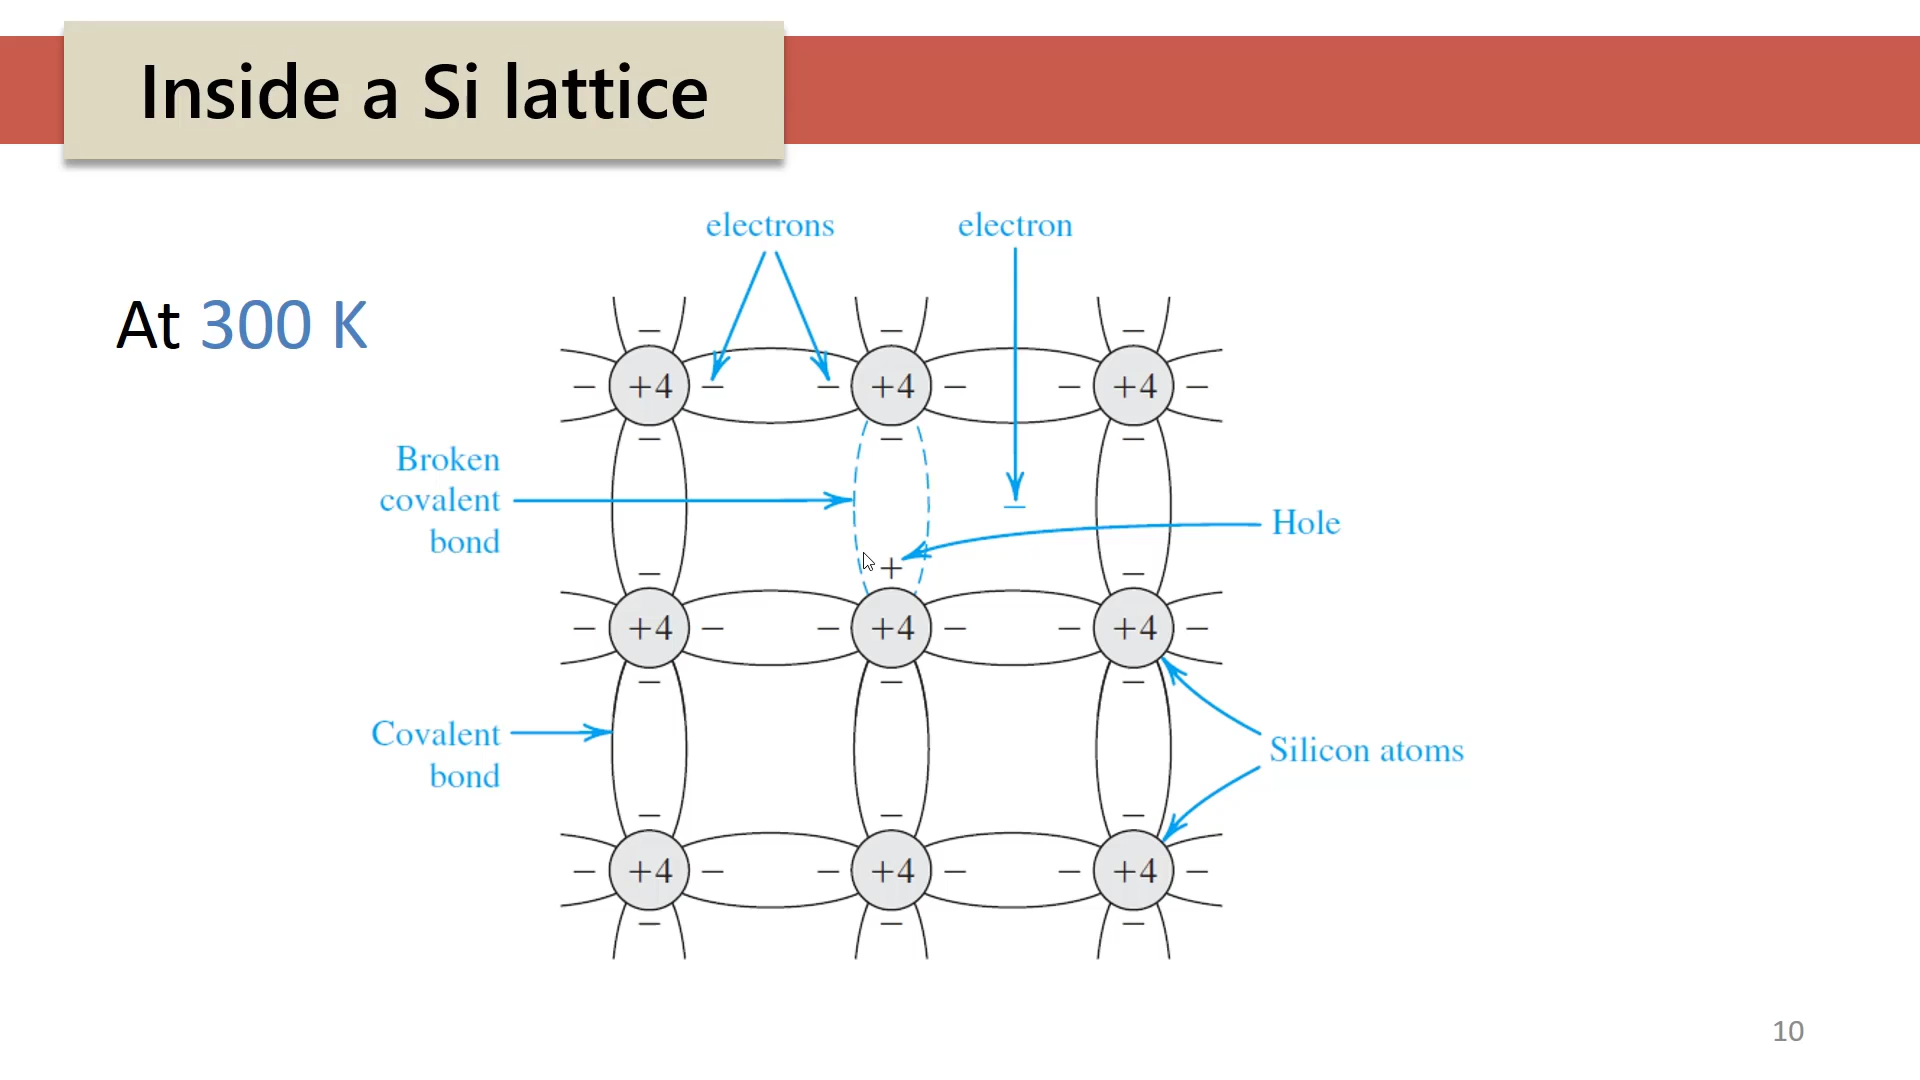 Inside a Si lattice
At 300 K
electrons
electron
− − −
− +4 − − +4 − − +4 −
− − −
Broken
covalent
bond
−
Hole
− + −
− +4 − − +4 − − +4 −
− − −
Covalent
bond
Silicon atoms
− − −
− +4 − − +4 − − +4 −
− − −
10